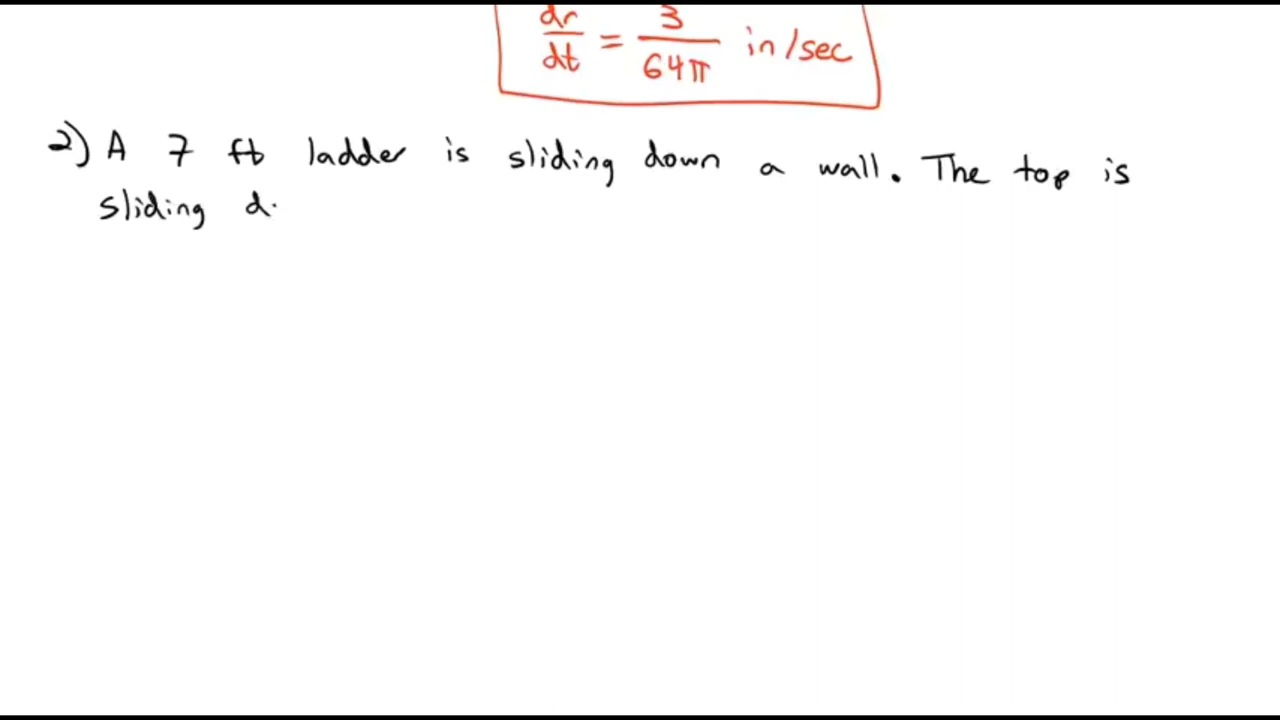 dr/dt = 3/64π in/sec
2) A 7 ft ladder is sliding down a wall. The top is
sliding d